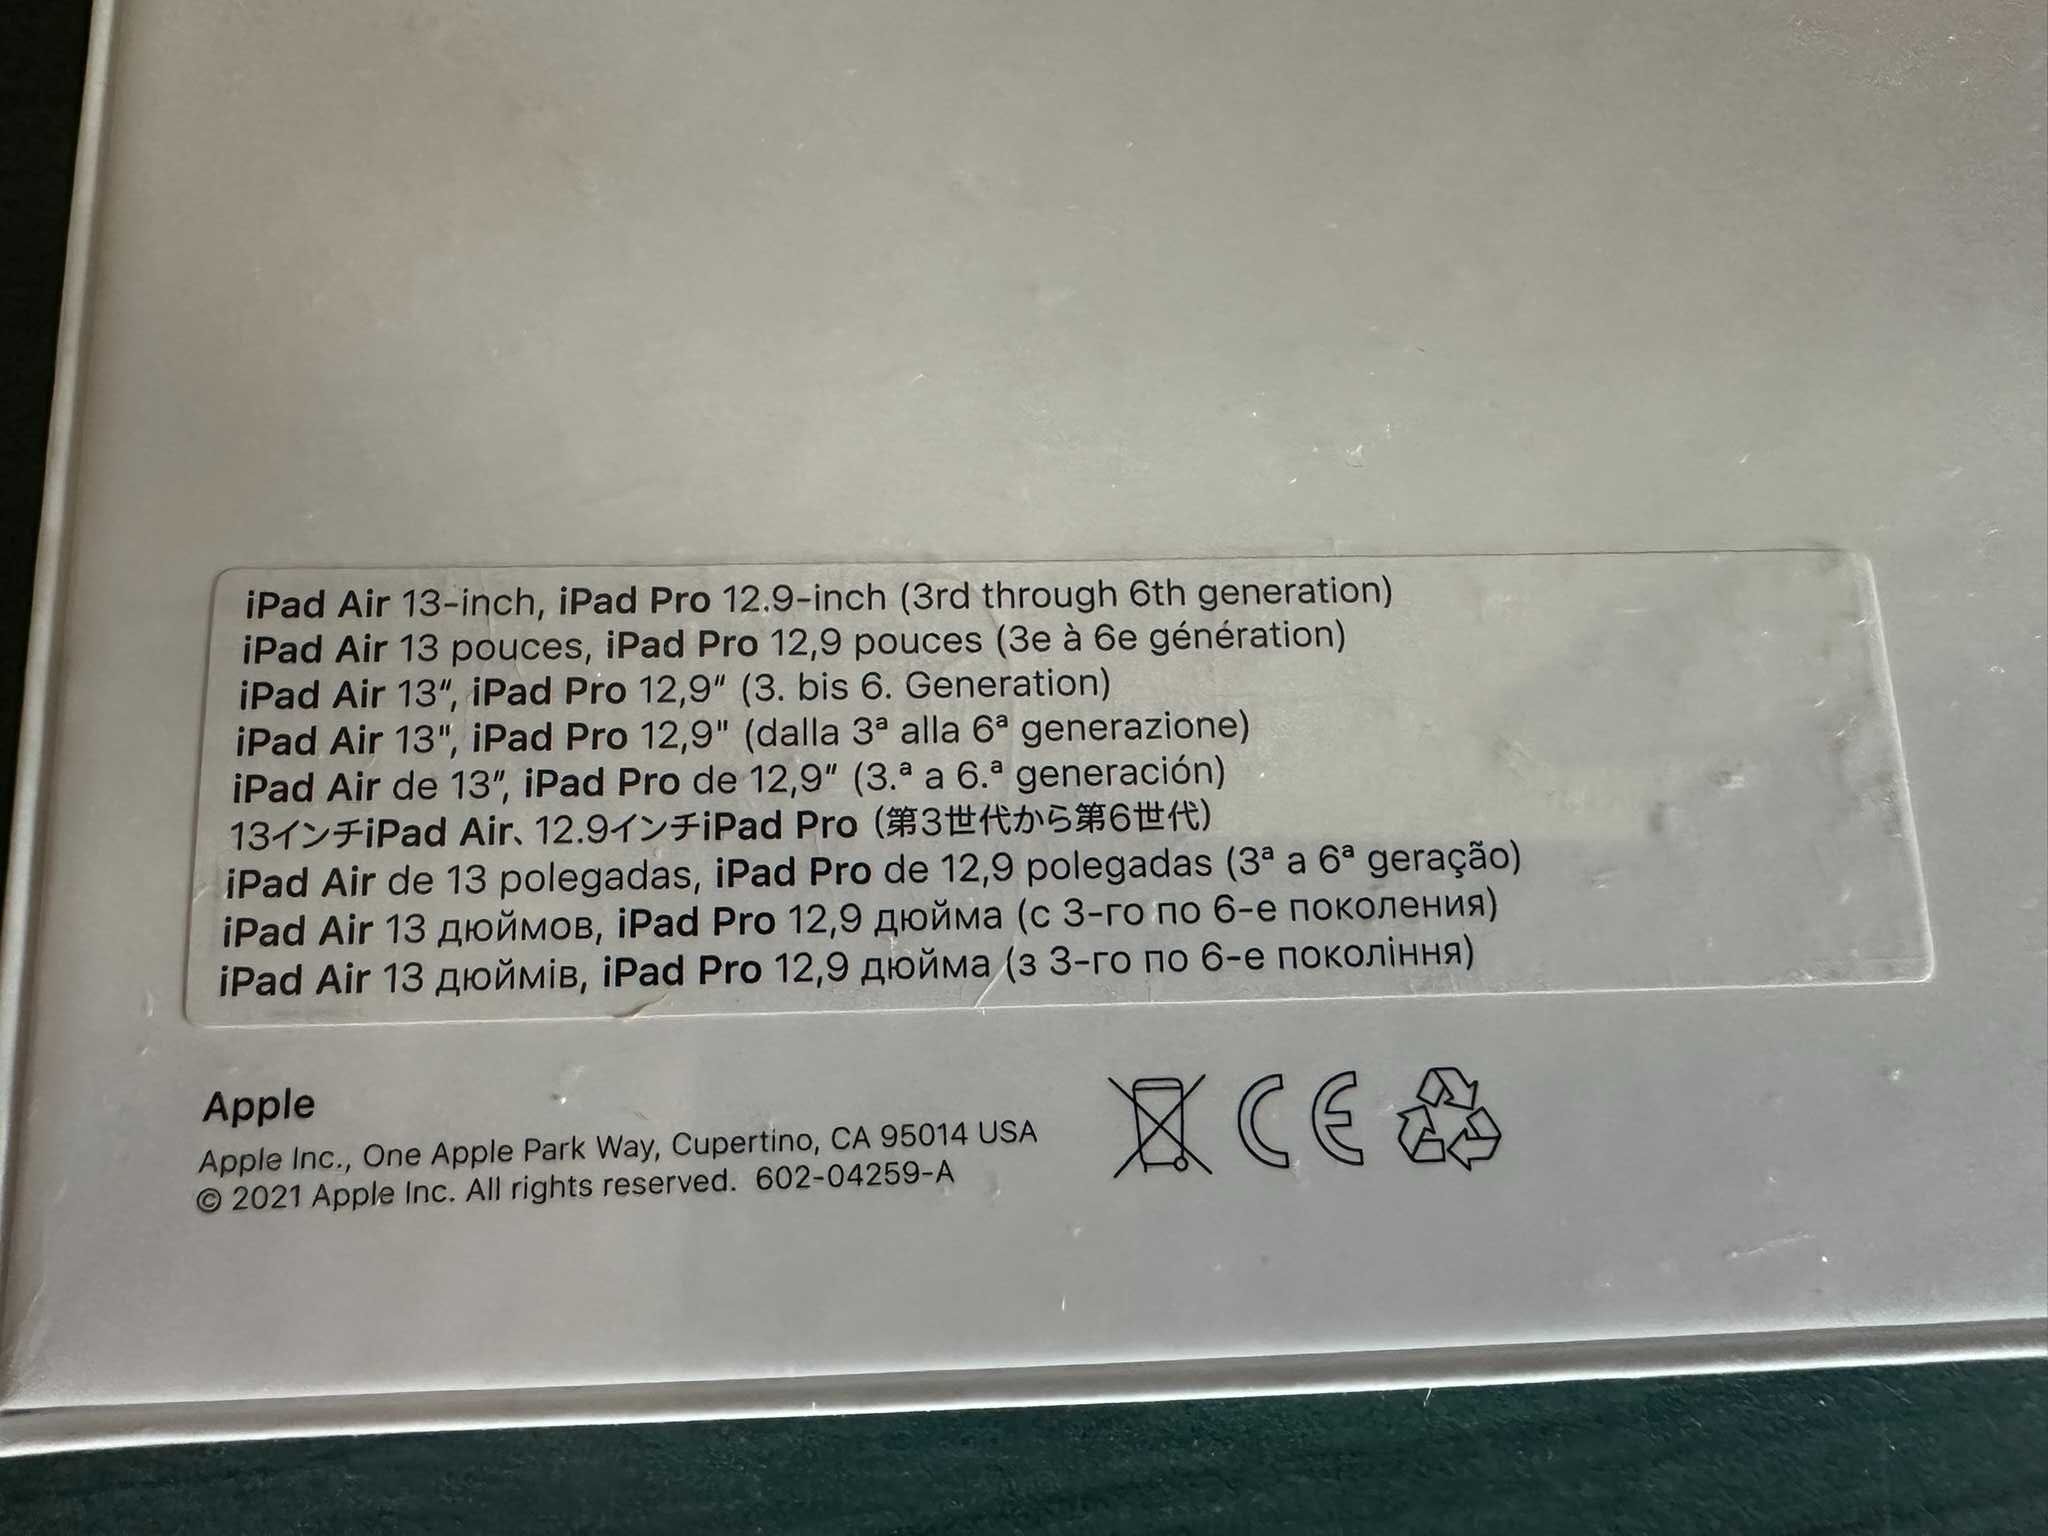 iPad Air 13-inch, iPad Pro 12.9-inch (3rd through 6th generation)
iPad Air 13 pouces, iPad Pro 12,9 pouces (3e à 6e génération)
iPad Air 13“, iPad Pro 12,9“ (3. bis 6. Generation)
iPad Air 13", iPad Pro 12,9" (dalla 3ª alla 6ª generazione)
iPad Air de 13”, iPad Pro de 12,9” (3.ª a 6.ª generación)
13インチiPad Air、12.9インチiPad Pro (第3世代から第6世代)
iPad Air de 13 polegadas, iPad Pro de 12,9 polegadas (3ª a 6ª geração)
iPad Air 13 дюймов, iPad Pro 12,9 дюйма (с 3-го по 6-е поколения)
iPad Air 13 дюймів, iPad Pro 12,9 дюйма (з 3-го по 6-е покоління)
Apple
Apple Inc., One Apple Park Way, Cupertino, CA 95014 USA
© 2021 Apple Inc. All rights reserved. 602-04259-A
CE